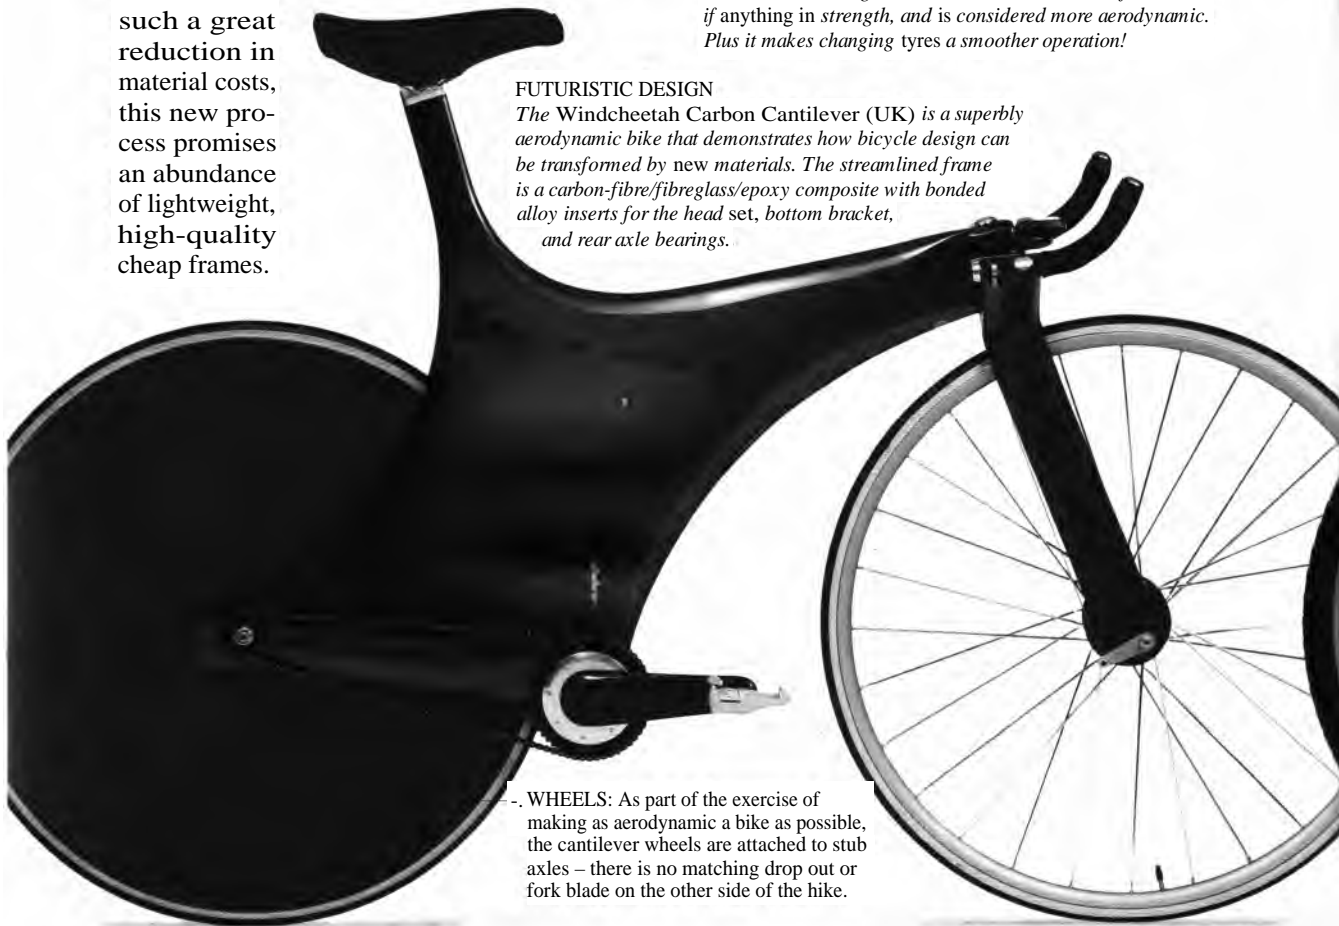 such a great
reduction in
material costs,
this new pro-
cess promises
an abundance
of lightweight,
high-quality
cheap frames.
if anything in strength, and is considered more aerodynamic.
Plus it makes changing tyres a smoother operation!
FUTURISTIC DESIGN
The Windcheetah Carbon Cantilever (UK) is a superbly
aerodynamic bike that demonstrates how bicycle design can
be transformed by new materials. The streamlined frame
is a carbon-fibre/fibreglass/epoxy composite with bonded
alloy inserts for the head set, bottom bracket,
and rear axle bearings.
-. WHEELS: As part of the exercise of
making as aerodynamic a bike as possible,
the cantilever wheels are attached to stub
axles – there is no matching drop out or
fork blade on the other side of the hike.